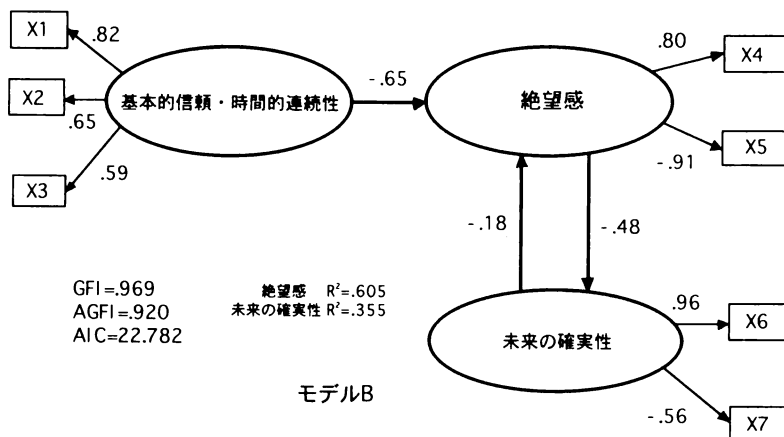 X1
.82
X2
.65
X3
.59
基本的信頼・時間的連続性
-.65
絶望感
.80
X4
-.91
X5
-.18
-.48
GFI=.969
AGFI=.920
AIC=22.782
絶望感 R²=.605
未来の確実性 R²=.355
未来の確実性
.96
X6
-.56
X7
モデルB